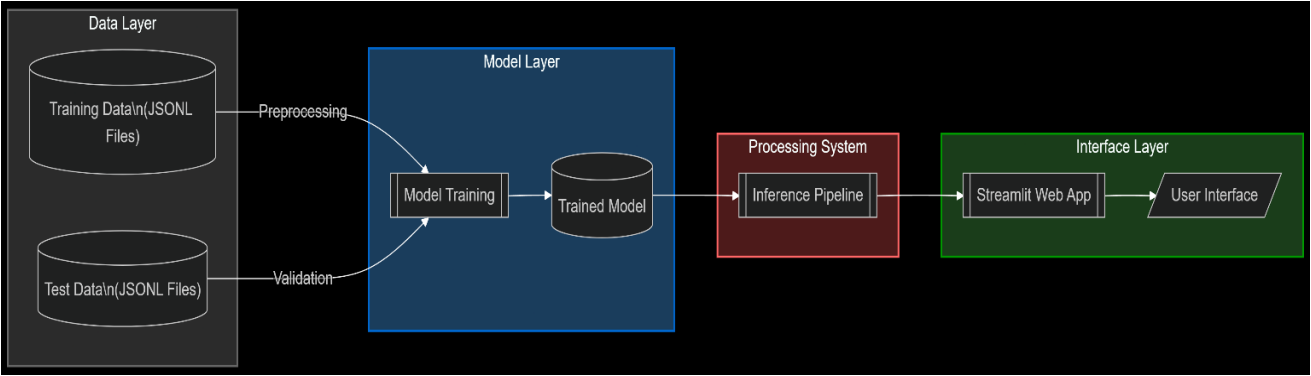 Data Layer
Training Data\n(JSONL
Files)
Test Data\n(JSONL Files)
Preprocessing
Validation
Model Layer
Model Training
Trained Model
Processing System
Inference Pipeline
Interface Layer
Streamlit Web App
User Interface